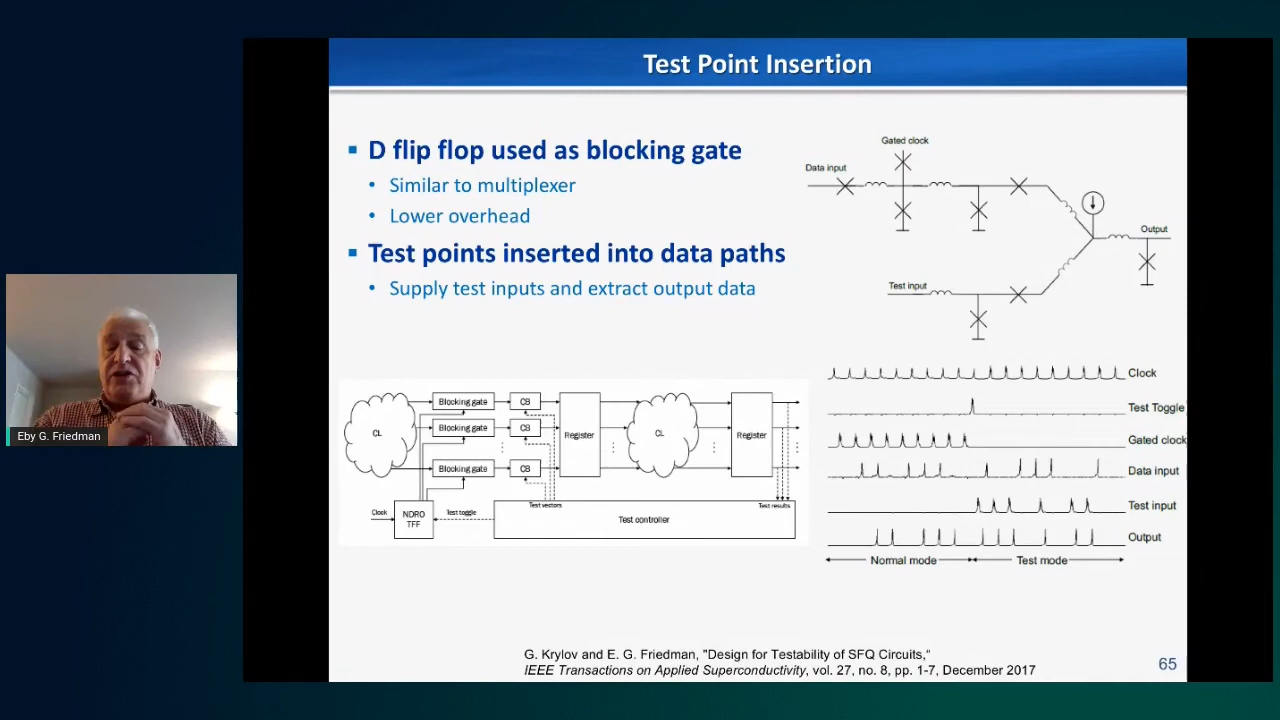 Test Point Insertion
D flip flop used as blocking gate
Similar to multiplexer
Lower overhead
Test points inserted into data paths
Supply test inputs and extract output data
Gated clock
Data input
Output
Test input
Eby G. Friedman
CL
Blocking gate
CB
Blocking gate
CB
Blocking gate
CB
Register
CL
Register
Clock
NDRO
TFF
Test toggle
Test vectors
Test results
Test controller
Clock
Test Toggle
Gated clock
Data input
Test input
Output
Normal mode
Test mode
G. Krylov and E. G. Friedman, "Design for Testability of SFQ Circuits,"
IEEE Transactions on Applied Superconductivity, vol. 27, no. 8, pp. 1-7, December 2017
65